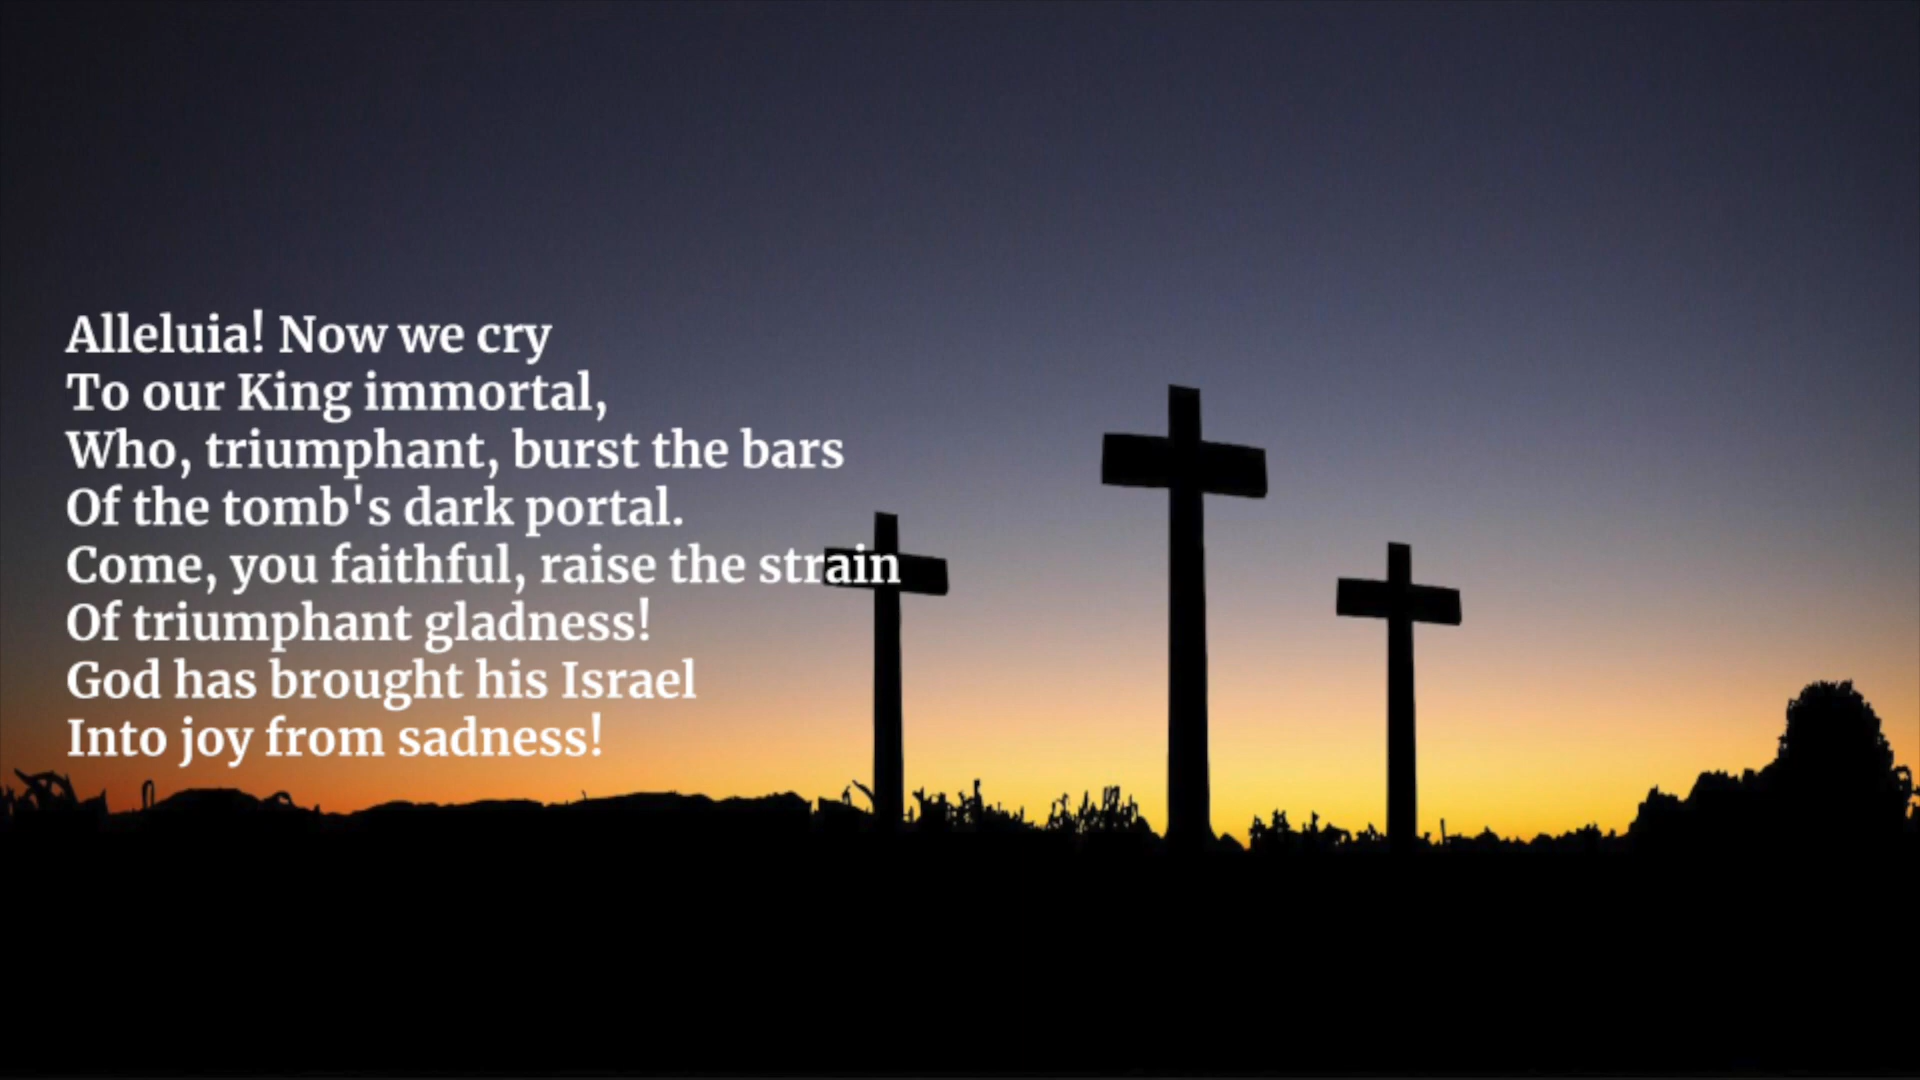 Alleluia! Now we cry
To our King immortal,
Who, triumphant, burst the bars
Of the tomb's dark portal.
Come, you faithful, raise the strain
Of triumphant gladness!
God has brought his Israel
Into joy from sadness!